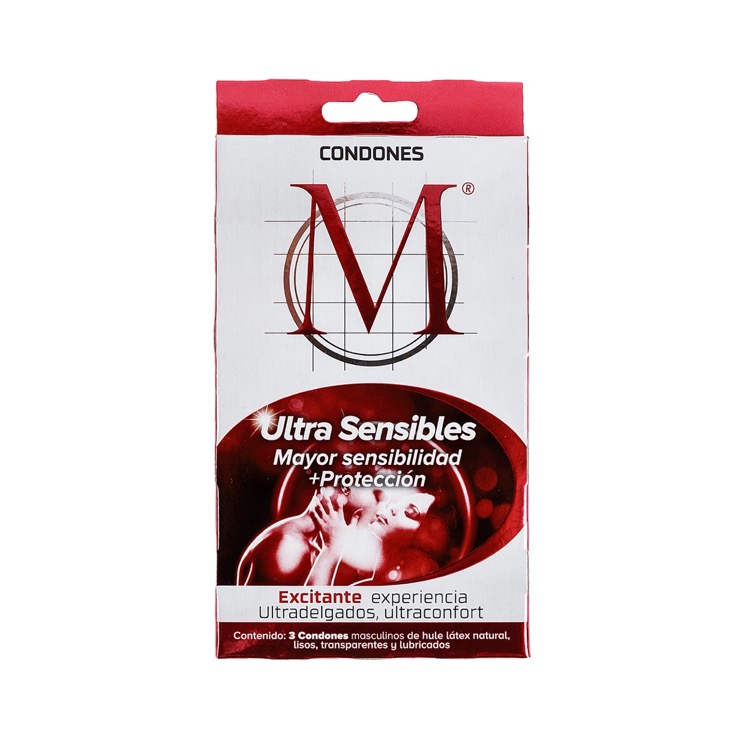 CONDONES
M®
Ultra Sensibles
Mayor sensibilidad
+Protección
Excitante experiencia
Ultradelgados, ultraconfort
Contenido: 3 Condones masculinos de hule látex natural,
lisos, transparentes y lubricados